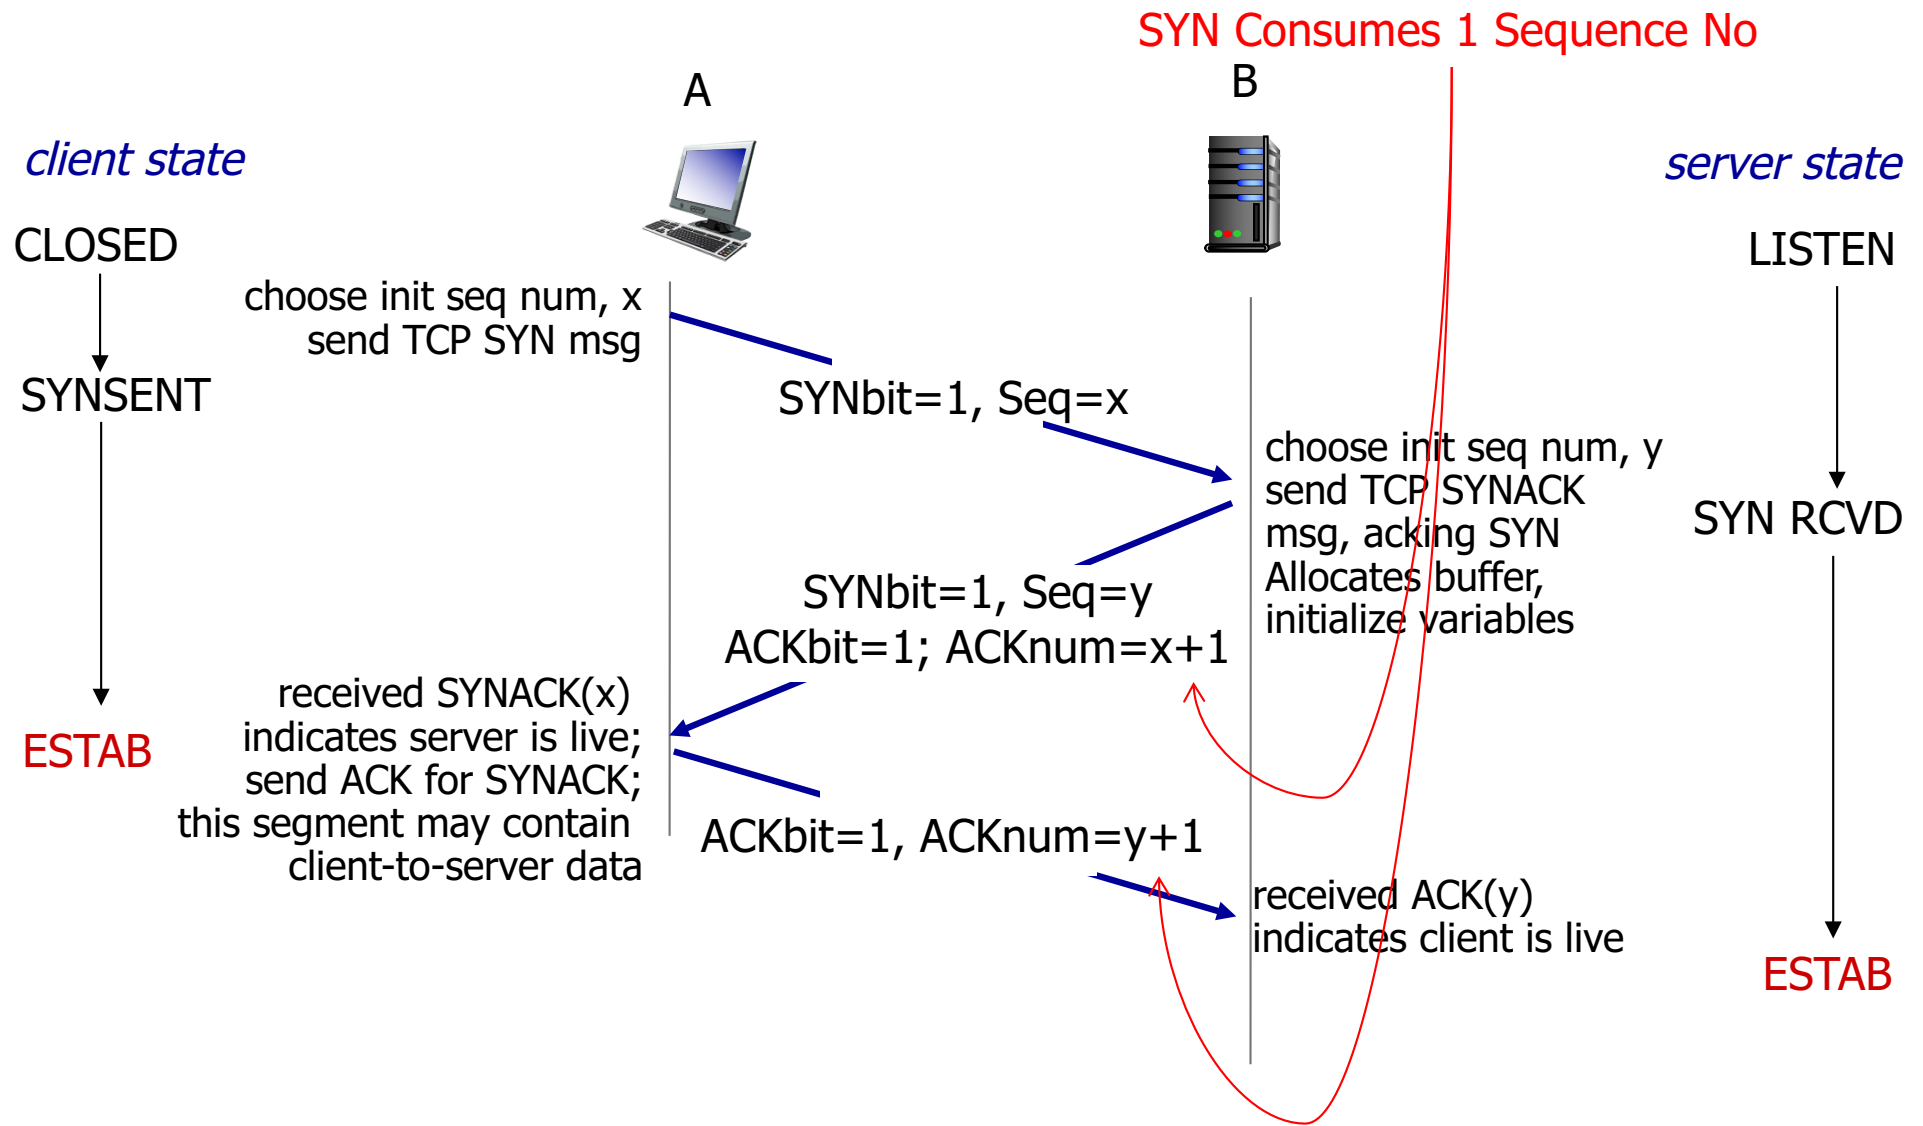 SYN Consumes 1 Sequence No
A
B
client state
server state
CLOSED
LISTEN
choose init seq num, x
send TCP SYN msg
SYNSENT
SYNbit=1, Seq=x
choose init seq num, y
send TCP SYNACK
msg, acking SYN
Allocates buffer,
initialize variables
SYN RCVD
SYNbit=1, Seq=y
ACKbit=1; ACKnum=x+1
received SYNACK(x)
indicates server is live;
send ACK for SYNACK;
this segment may contain
client-to-server data
ESTAB
ACKbit=1, ACKnum=y+1
received ACK(y)
indicates client is live
ESTAB